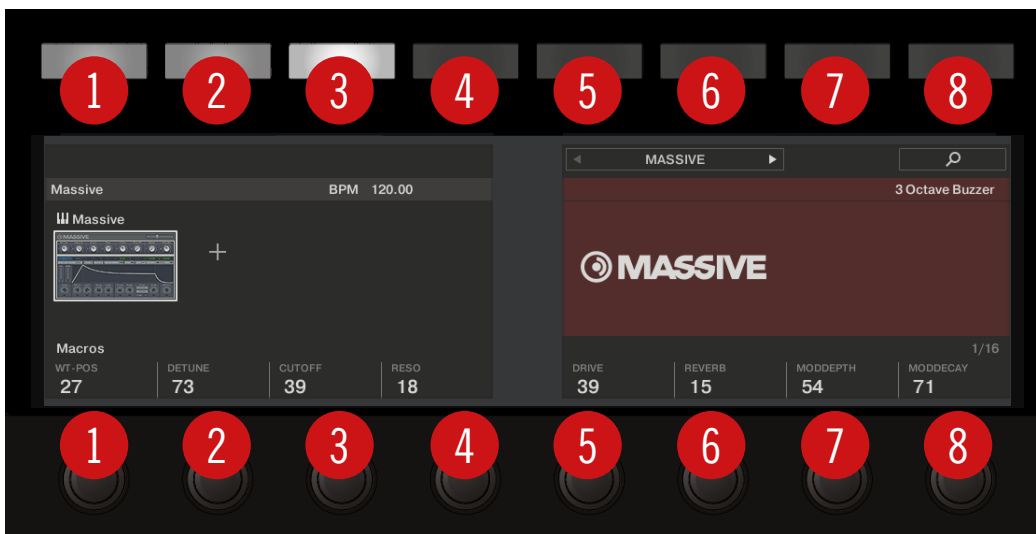 1 2 3 4 5 6 7 8
MASSIVE
Massive BPM 120.00
3 Octave Buzzer
Massive
MASSIVE
Macros
1/16
WT-POS DETUNE CUTOFF RESO DRIVE REVERB MODDEPTH MODDECAY
27 73 39 18 39 15 54 71
1 2 3 4 5 6 7 8